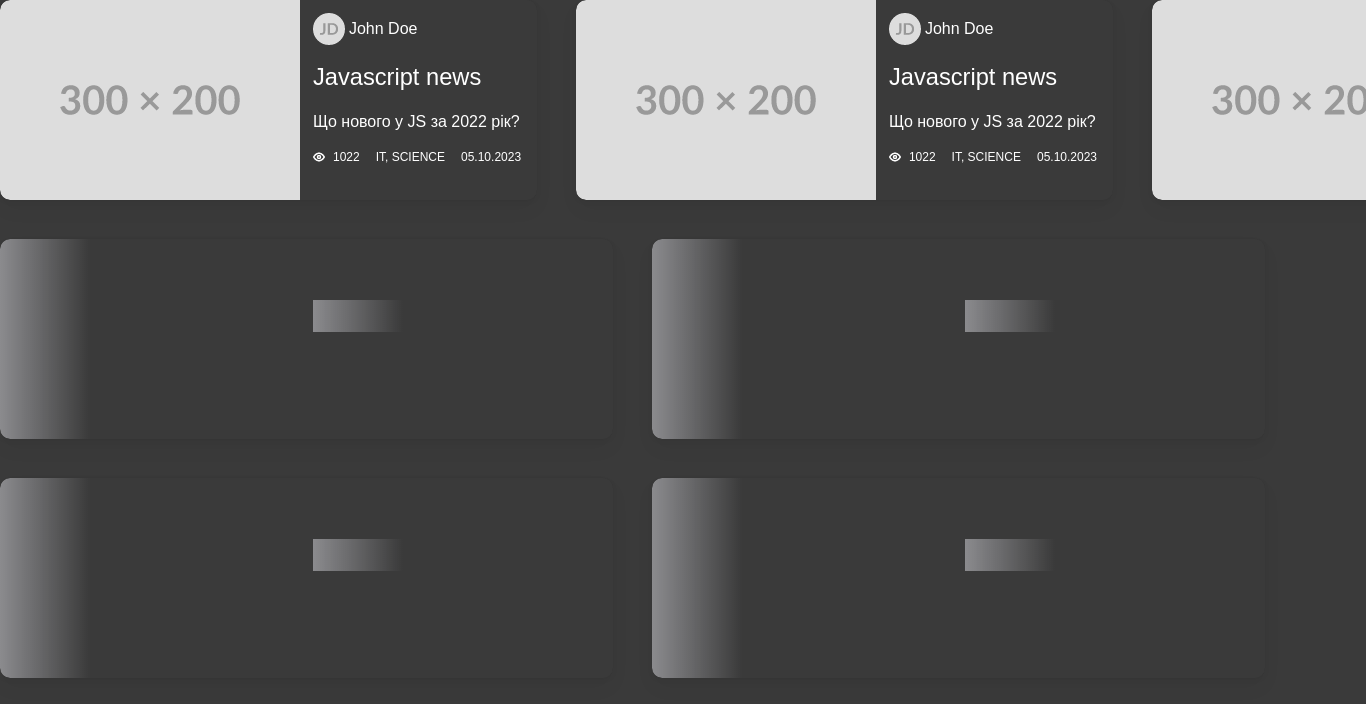 300 × 200
JD John Doe
Javascript news
Що нового у JS за 2022 рік?
1022 IT, SCIENCE 05.10.2023
300 × 200
JD John Doe
Javascript news
Що нового у JS за 2022 рік?
1022 IT, SCIENCE 05.10.2023
300 × 20